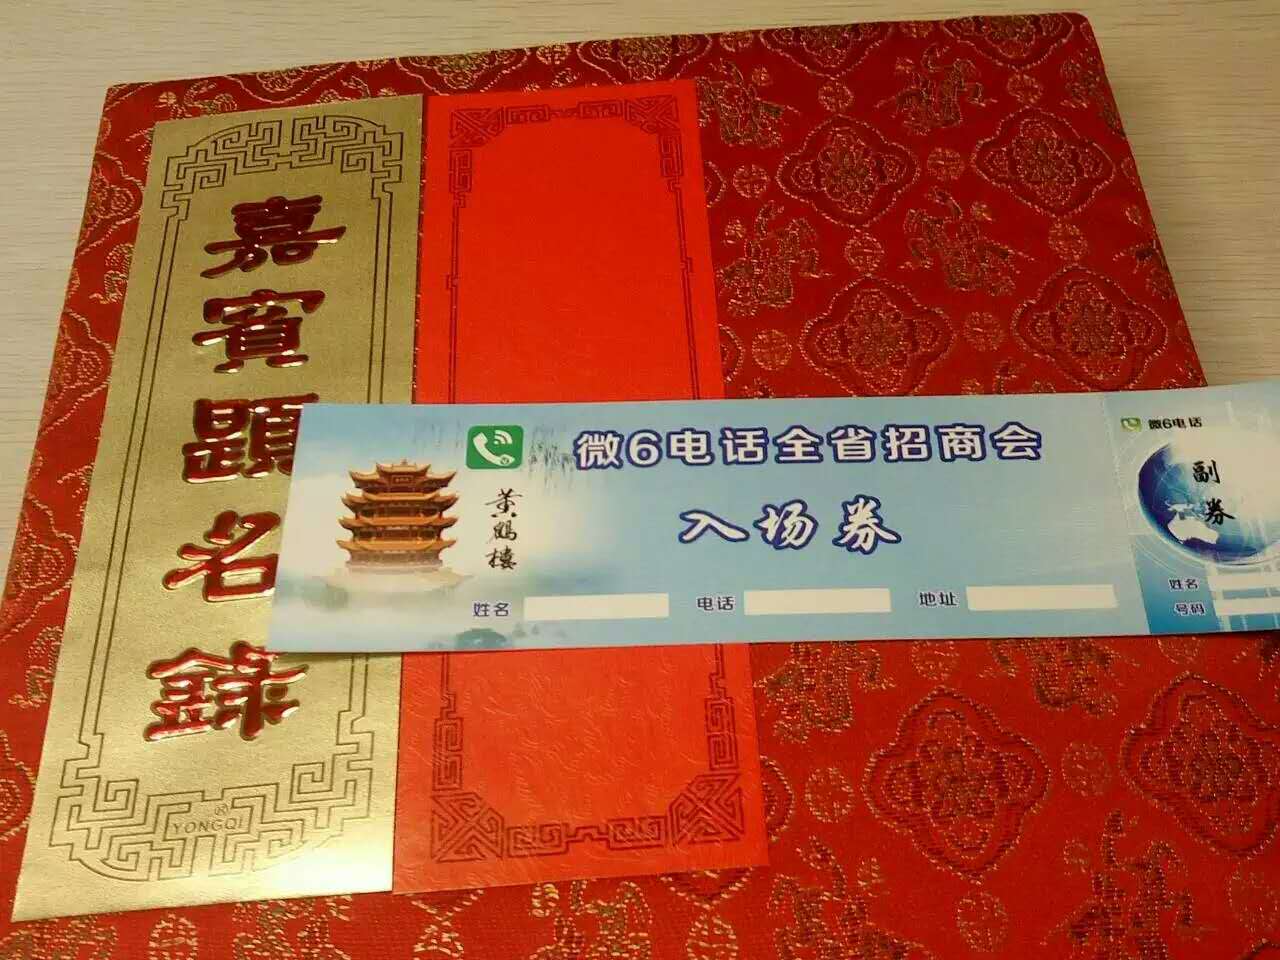 嘉賓題名錄
® YONGQI
微6电话全省招商会
黄鹤楼
入场券
姓名
电话
地址
微6电话
副券
姓名
号码